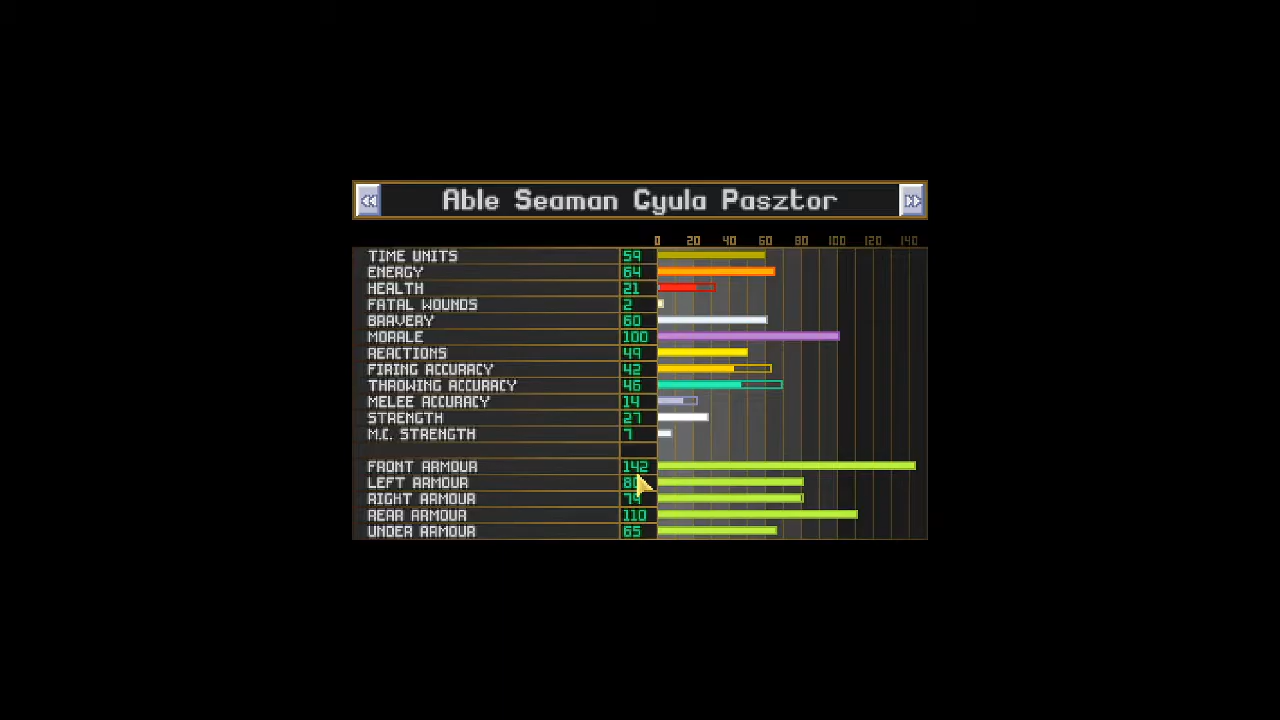 Able Seaman Gyula Pasztor
0 20 40 60 80 100 120 140
TIME UNITS 59
ENERGY 64
HEALTH 21
FATAL WOUNDS 2
BRAVERY 60
MORALE 100
REACTIONS 49
FIRING ACCURACY 42
THROWING ACCURACY 46
MELEE ACCURACY 14
STRENGTH 27
M.C. STRENGTH 7
FRONT ARMOUR 142
LEFT ARMOUR
RIGHT ARMOUR 79
REAR ARMOUR 110
UNDER ARMOUR 65